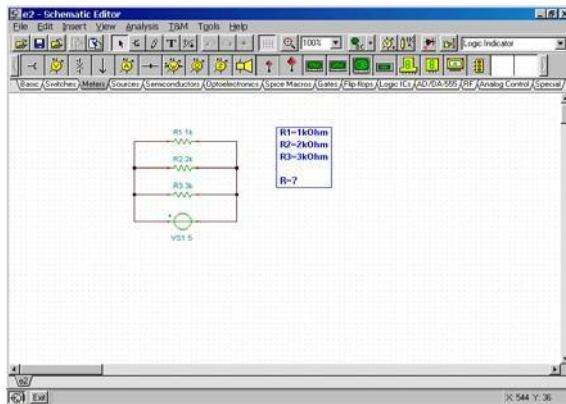 e2 - Schematic Editor
File Edit Insert View Analysis T&M Tools Help
100% Logic Indicator
Basic Switches Meters Sources Semiconductors Optoelectronics Spice Macros Gates Flip-flops Logic ICs AD/DA-555 RF Analog Control Special
R1 1k
R2 2k
R3 3k
VS1 5
R1=1kOhm
R2=2kOhm
R3=3kOhm
R=?
e2
Exit X: 544 Y: 36